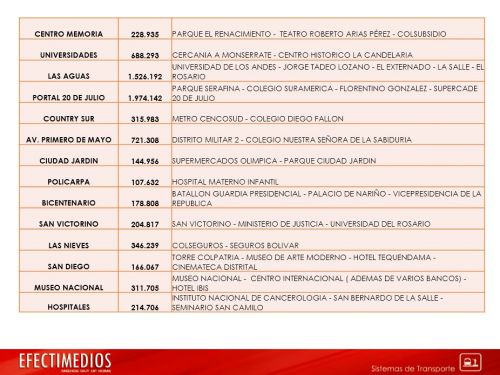 CENTRO MEMORIA 228.935 PARQUE EL RENACIMIENTO - TEATRO ROBERTO ARIAS PÉREZ - COLSUBSIDIO
UNIVERSIDADES 688.293 CERCANIA A MONSERRATE - CENTRO HISTORICO LA CANDELARIA
UNIVERSIDAD DE LOS ANDES - JORGE TADEO LOZANO - EL EXTERNADO - LA SALLE - EL
LAS AGUAS 1.526.192 ROSARIO
PARQUE SERAFINA - COLEGIO SURAMERICA - FLORENTINO GONZALEZ - SUPERCADE
PORTAL 20 DE JULIO 1.974.142 20 DE JULIO
COUNTRY SUR 315.983 METRO CENCOSUD - COLEGIO DIEGO FALLON
AV. PRIMERO DE MAYO 721.308 DISTRITO MILITAR 2 - COLEGIO NUESTRA SEÑORA DE LA SABIDURIA
CIUDAD JARDIN 144.956 SUPERMERCADOS OLIMPICA - PARQUE CIUDAD JARDIN
POLICARPA 107.632 HOSPITAL MATERNO INFANTIL
BATALLON GUARDIA PRESIDENCIAL - PALACIO DE NARIÑO - VICEPRESIDENCIA DE LA
BICENTENARIO 178.808 REPUBLICA
SAN VICTORINO 204.817 SAN VICTORINO - MINISTERIO DE JUSTICIA - UNIVERSIDAD DEL ROSARIO
LAS NIEVES 346.239 COLSEGUROS - SEGUROS BOLIVAR
TORRE COLPATRIA - MUSEO DE ARTE MODERNO - HOTEL TEQUENDAMA -
SAN DIEGO 166.067 CINEMATECA DISTRITAL
MUSEO NACIONAL - CENTRO INTERNACIONAL ( ADEMAS DE VARIOS BANCOS) -
MUSEO NACIONAL 311.705 HOTEL IBIS
INSTITUTO NACIONAL DE CANCEROLOGIA - SAN BERNARDO DE LA SALLE -
HOSPITALES 214.706 SEMINARIO SAN CAMILO
EFECTIMEDIOS
MEDIOS OUT OF HOME
Sistemas de Transporte